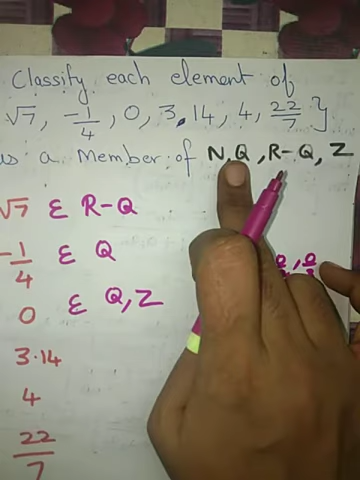 Classify each element of
√7, -1/4, 0, 3.14, 4, 22/7 }
as a Member of N, Q, R-Q, Z
√7 ε R-Q
-1/4 ε Q
0 ε Q, Z
3.14
4
22/7